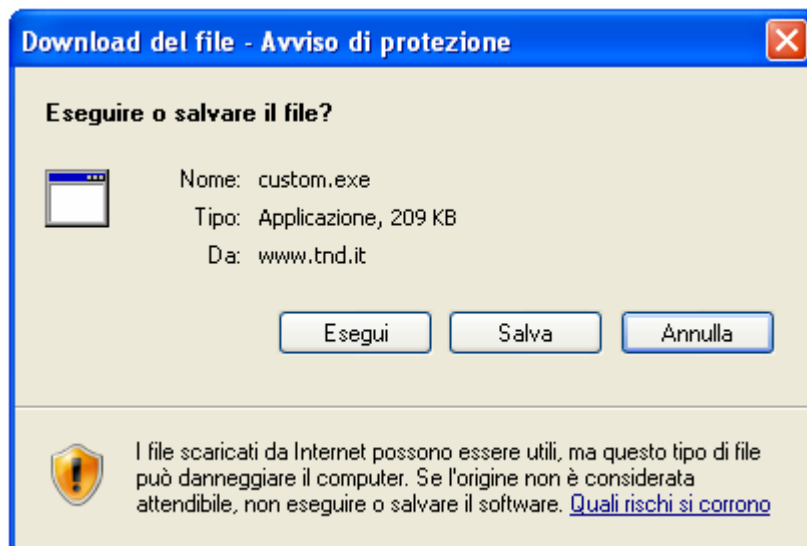 Download del file - Avviso di protezione
Eseguire o salvare il file?
Nome: custom.exe
Tipo: Applicazione, 209 KB
Da: www.tnd.it
Esegui Salva Annulla
I file scaricati da Internet possono essere utili, ma questo tipo di file
può danneggiare il computer. Se l'origine non è considerata
attendibile, non eseguire o salvare il software. Quali rischi si corrono